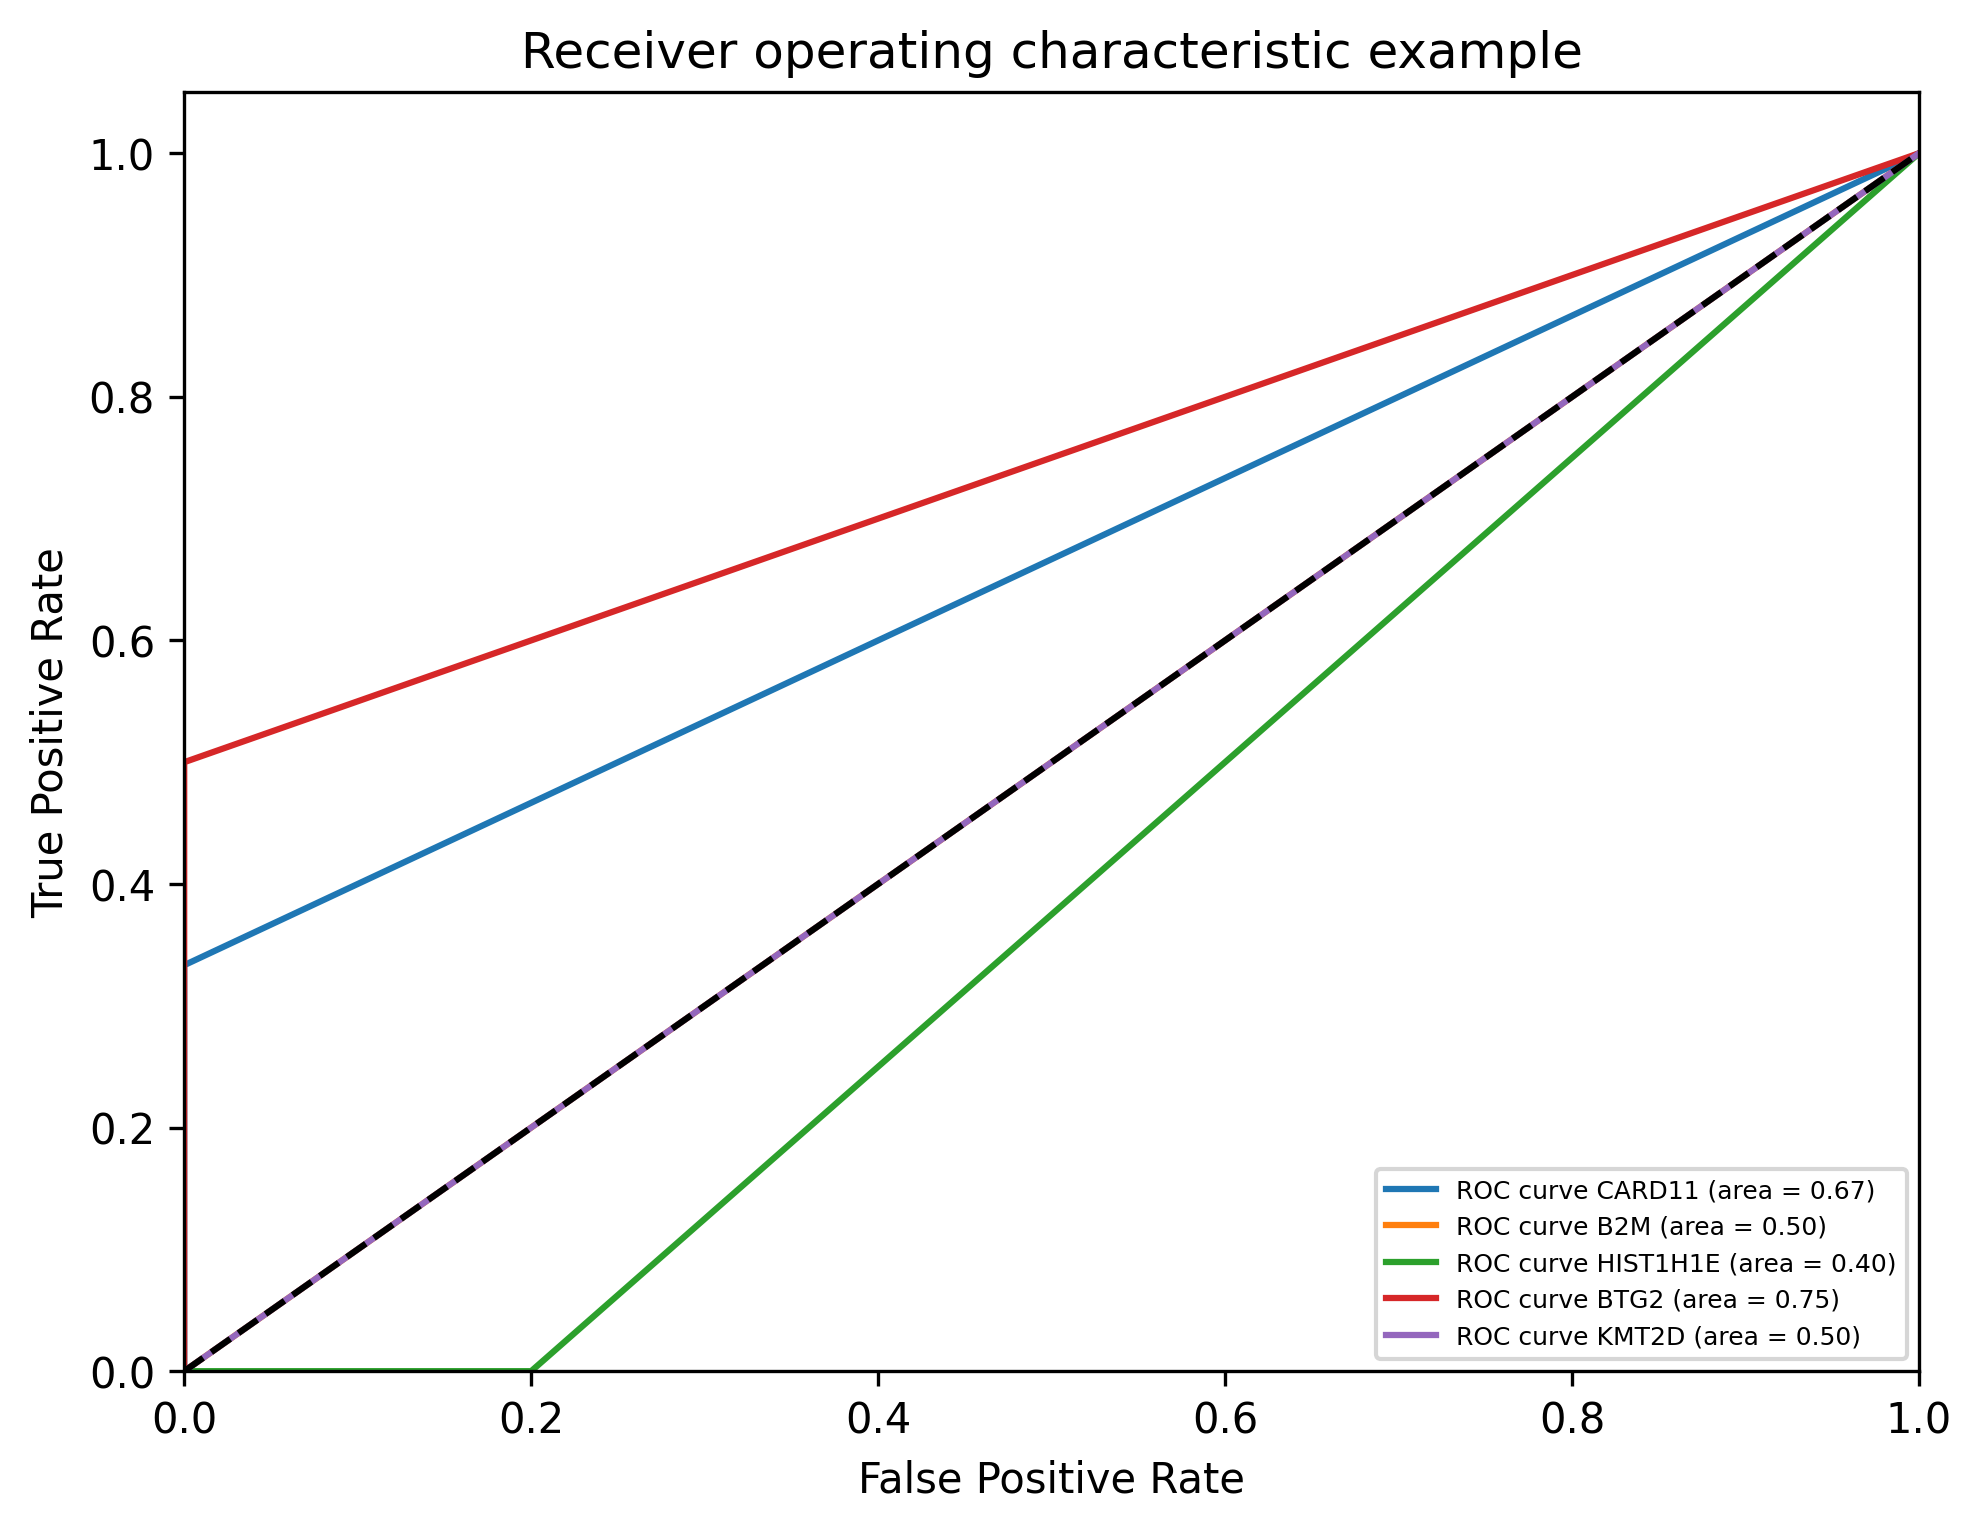 Receiver operating characteristic example
1.0
0.8
0.6
0.4
0.2
0.0
True Positive Rate
ROC curve CARD11 (area = 0.67)
ROC curve B2M (area = 0.50)
ROC curve HIST1H1E (area = 0.40)
ROC curve BTG2 (area = 0.75)
ROC curve KMT2D (area = 0.50)
0.0 0.2 0.4 0.6 0.8 1.0
False Positive Rate